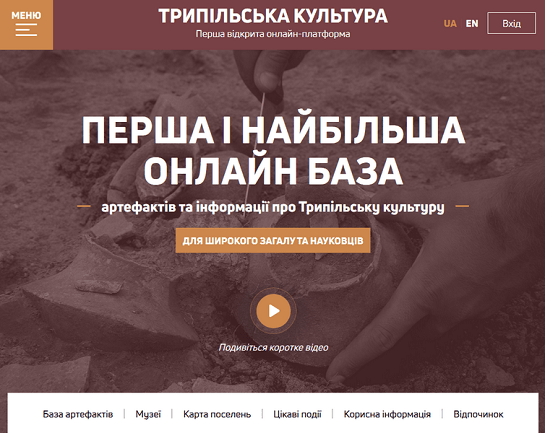 МЕНЮ
ТРИПІЛЬСЬКА КУЛЬТУРА
Перша відкрита онлайн-платформа
UA EN Вхід
ПЕРША І НАЙБІЛЬША
ОНЛАЙН БАЗА
артефактів та інформації про Трипільську культуру
ДЛЯ ШИРОКОГО ЗАГАЛУ ТА НАУКОВЦІВ
Подивіться коротке відео
База артефактів | Музеї | Карта поселень | Цікаві події | Корисна інформація | Відпочинок